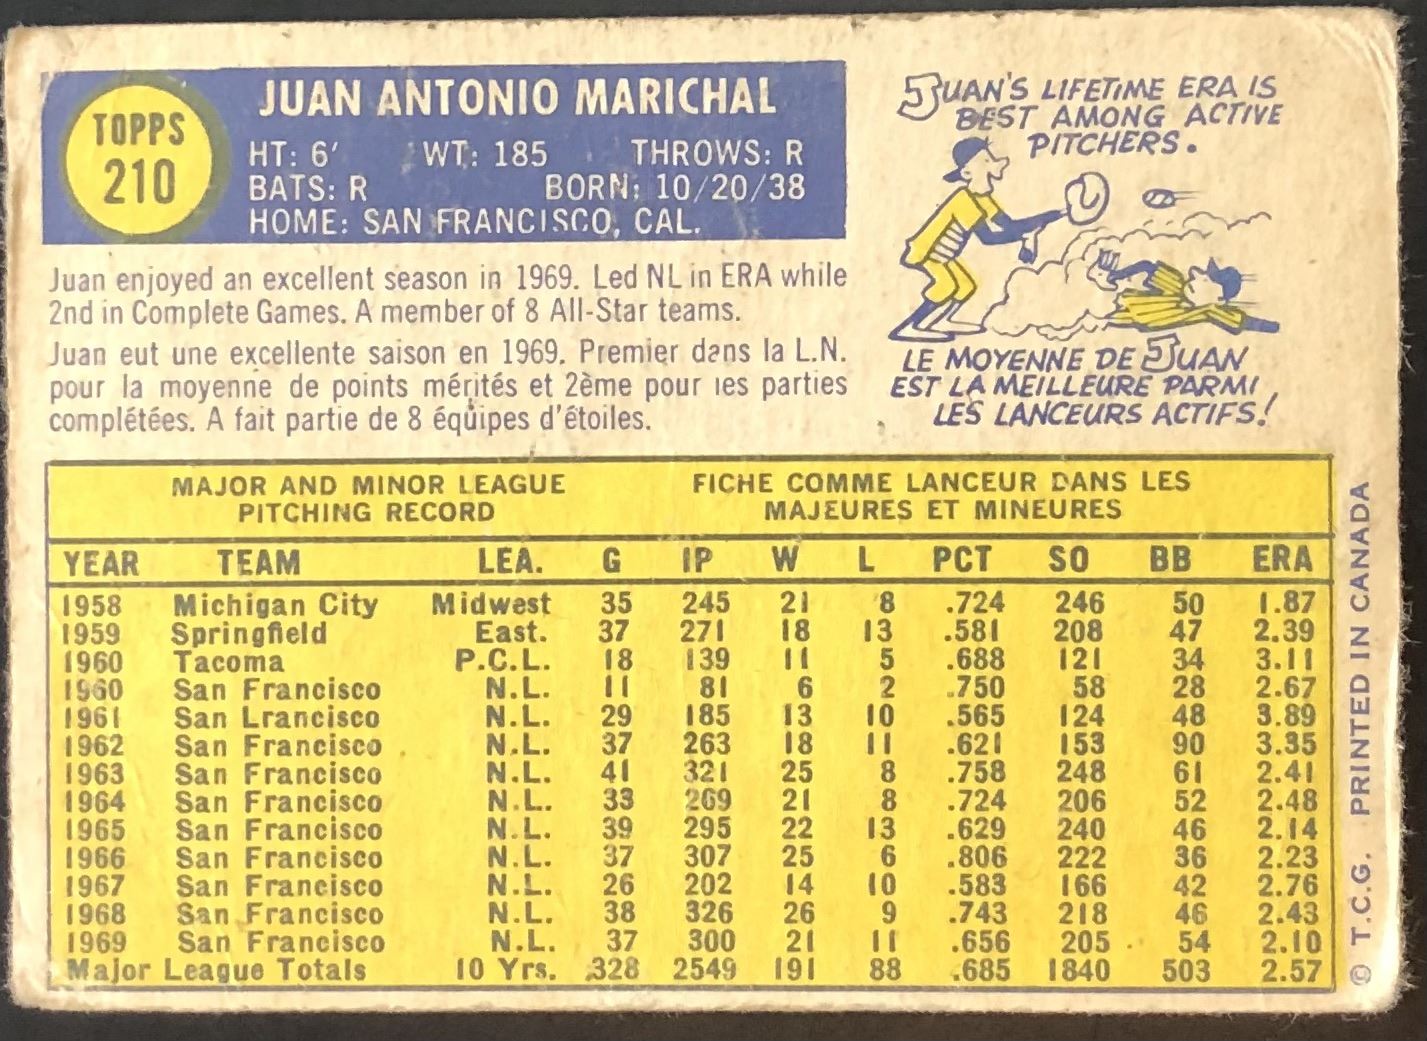 TOPPS
210
JUAN ANTONIO MARICHAL
HT: 6' WT: 185 THROWS: R
BATS: R BORN: 10/20/38
HOME: SAN FRANCISCO, CAL.
Juan enjoyed an excellent season in 1969. Led NL in ERA while
2nd in Complete Games. A member of 8 All-Star teams.
Juan eut une excellente saison en 1969. Premier dans la L.N.
pour la moyenne de points mérités et 2ème pour les parties
complétées. A fait partie de 8 équipes d'étoiles.
JUAN'S LIFETIME ERA IS
BEST AMONG ACTIVE
PITCHERS.
LE MOYENNE DE JUAN
EST LA MEILLEURE PARMI
LES LANCEURS ACTIFS!
MAJOR AND MINOR LEAGUE
PITCHING RECORD
FICHE COMME LANCEUR DANS LES
MAJEURES ET MINEURES
YEAR TEAM LEA. G IP W L PCT SO BB ERA
1958 Michigan City Midwest 35 245 21 8 .724 246 50 1.87
1959 Springfield East. 37 271 18 13 .581 208 47 2.39
1960 Tacoma P.C.L. 18 139 11 5 .688 121 34 3.11
1960 San Francisco N.L. 11 81 6 2 .750 58 28 2.67
1961 San Lrancisco N.L. 29 185 13 10 .565 124 48 3.89
1962 San Francisco N.L. 37 263 18 11 .621 153 90 3.35
1963 San Francisco N.L. 41 321 25 8 .758 248 61 2.41
1964 San Francisco N.L. 33 269 21 8 .724 206 52 2.48
1965 San Francisco N.L. 39 295 22 13 .629 240 46 2.14
1966 San Francisco N.L. 37 307 25 6 .806 222 36 2.23
1967 San Francisco N.L. 26 202 14 10 .583 166 42 2.76
1968 San Francisco N.L. 38 326 26 9 .743 218 46 2.43
1969 San Francisco N.L. 37 300 21 11 .656 205 54 2.10
Major League Totals 10 Yrs. 328 2549 191 88 .685 1840 503 2.57
© T.C.G. PRINTED IN CANADA